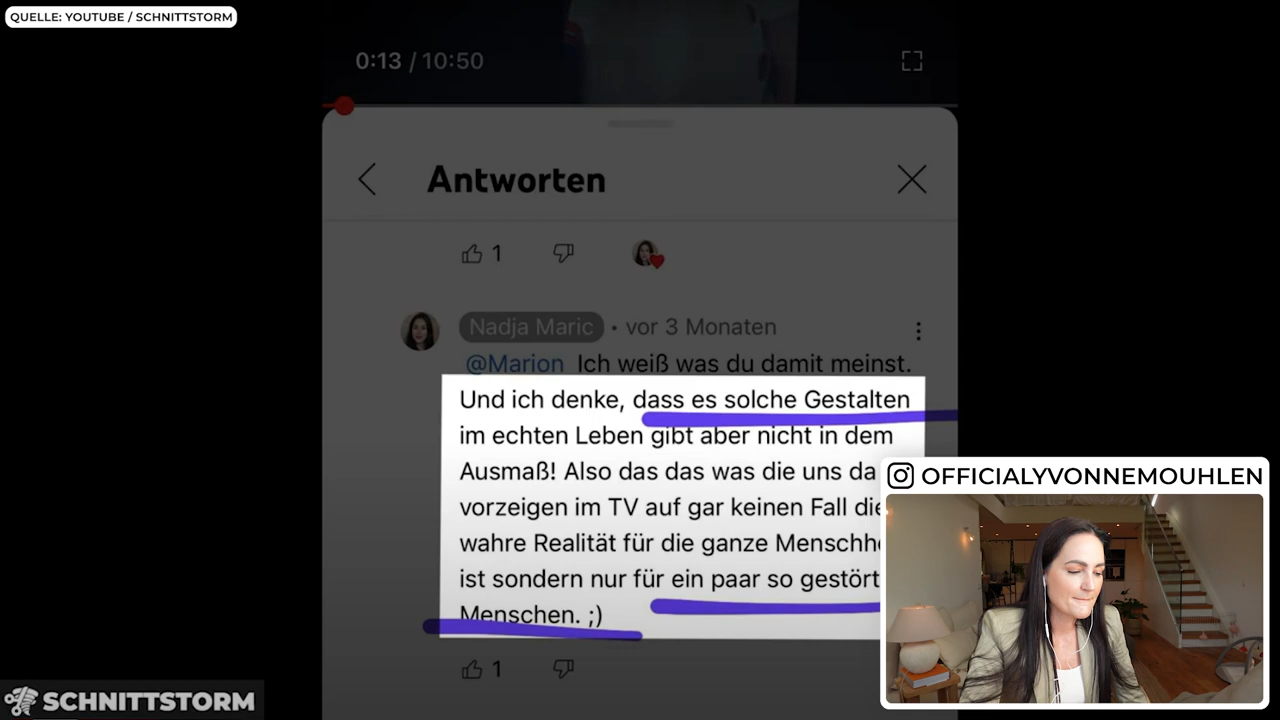 QUELLE: YOUTUBE / SCHNITTSTORM
0:13 / 10:50
Antworten
1
Nadja Maric • vor 3 Monaten
@Marion Ich weiß was du damit meinst.
Und ich denke, dass es solche Gestalten
im echten Leben gibt aber nicht in dem
Ausmaß! Also das das was die uns da
vorzeigen im TV auf gar keinen Fall die
wahre Realität für die ganze
ist sondern nur für ein paar so
Menschen. ;)
1
OFFICIALYVONNEMOUHLEN
SCHNITTSTORM